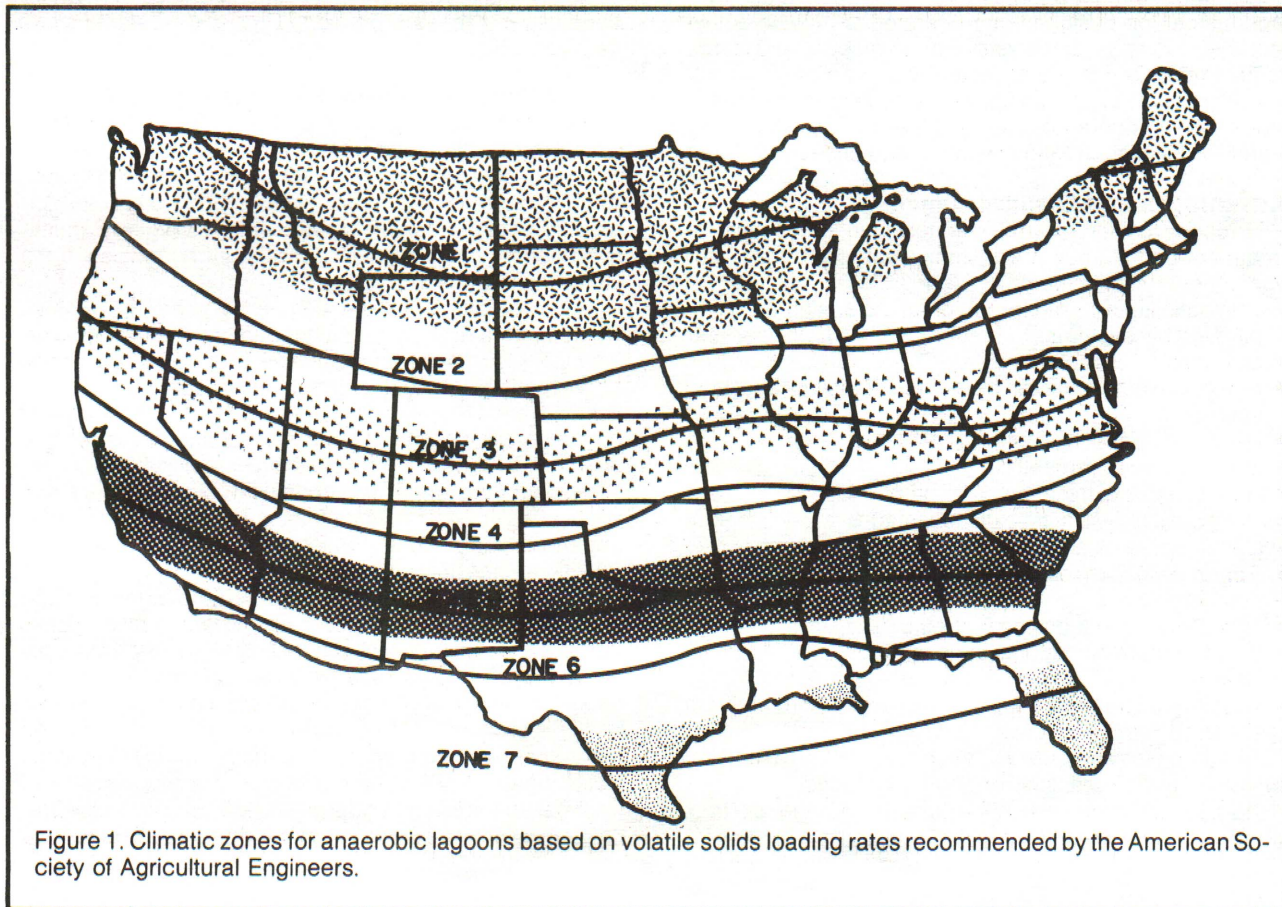 ZONE 1
ZONE 2
ZONE 3
ZONE 4
ZONE 6
ZONE 7
Figure 1. Climatic zones for anaerobic lagoons based on volatile solids loading rates recommended by the American So-
ciety of Agricultural Engineers.